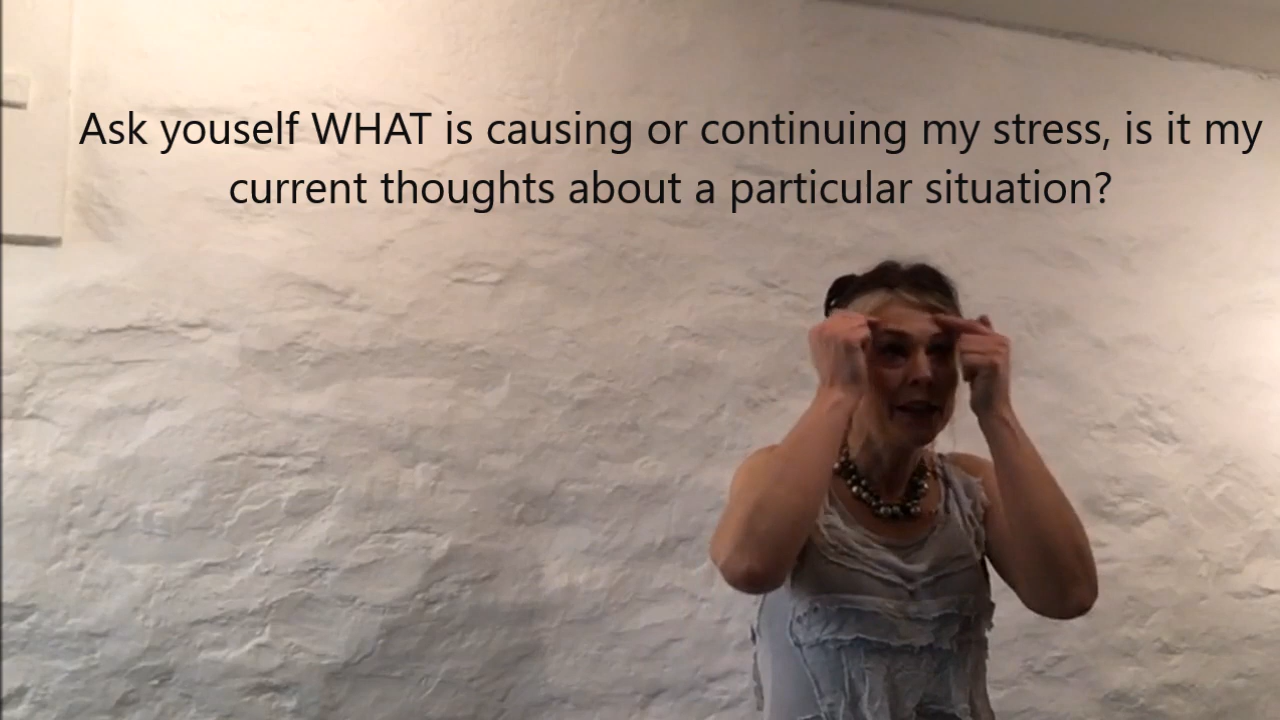 Ask youself WHAT is causing or continuing my stress, is it my
current thoughts about a particular situation?